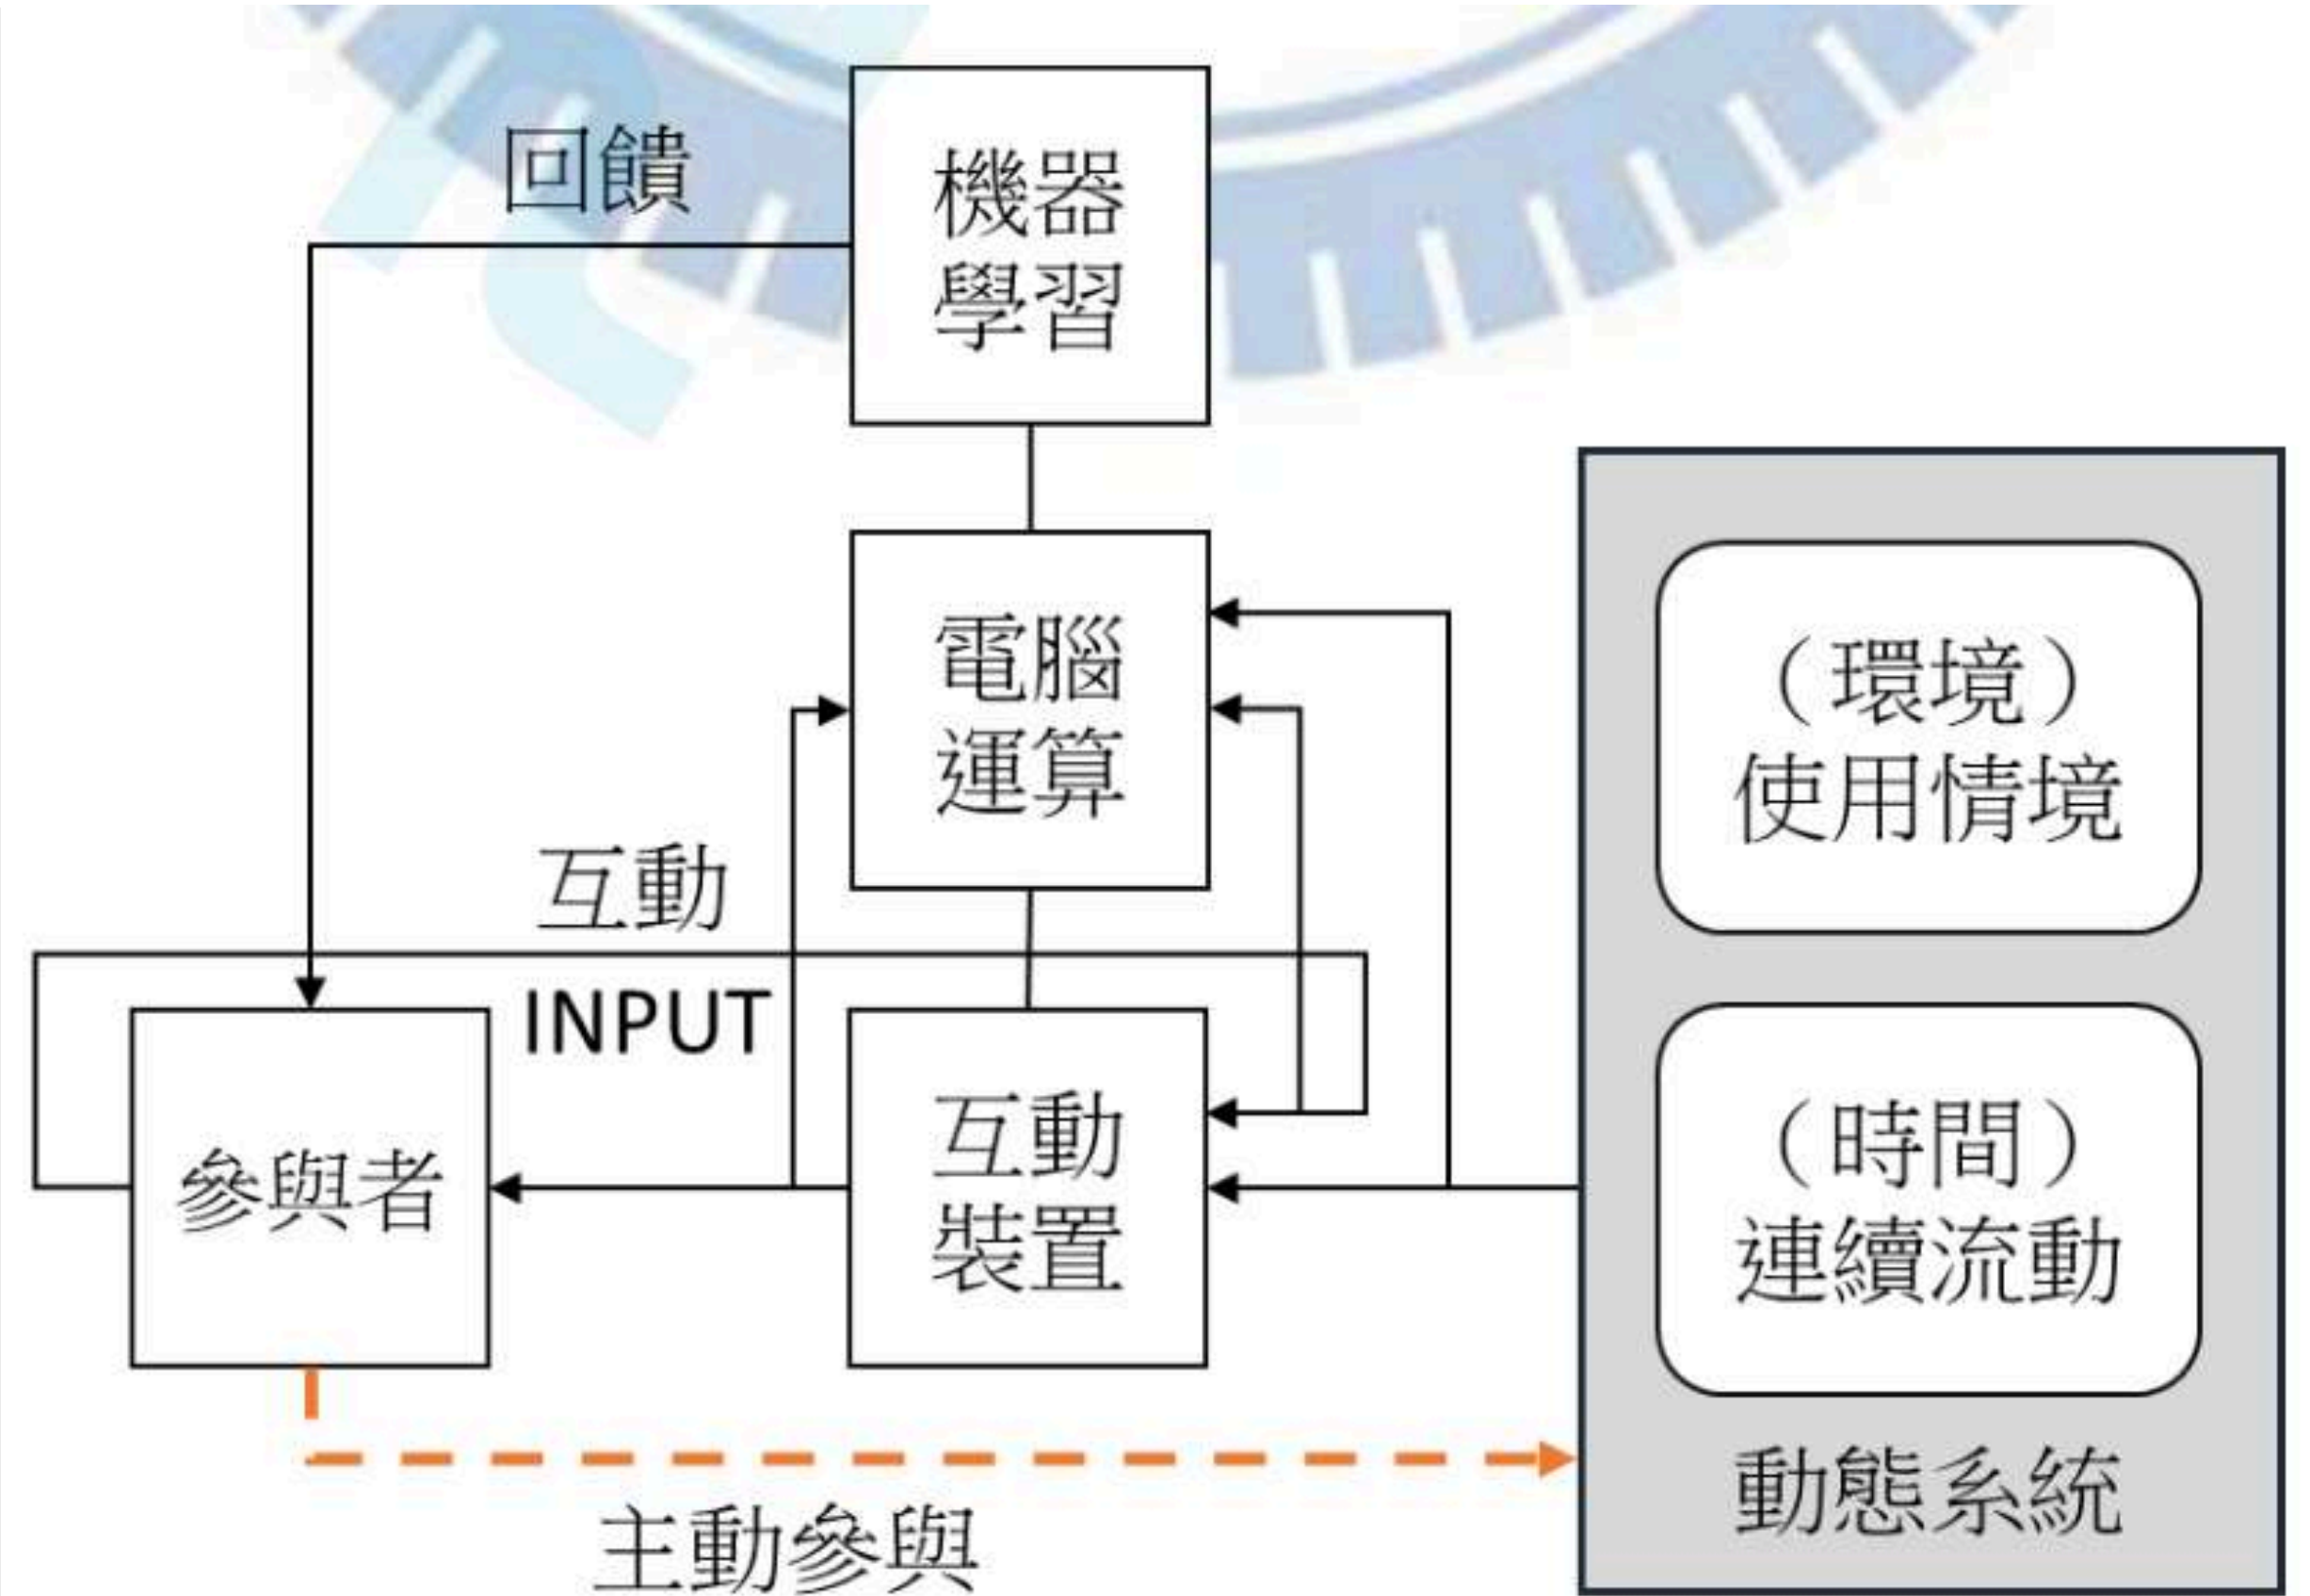 回饋
機器
學習
電腦
運算
（環境）
使用情境
互動
INPUT
參與者
互動
裝置
（時間）
連續流動
動態系統
主動參與